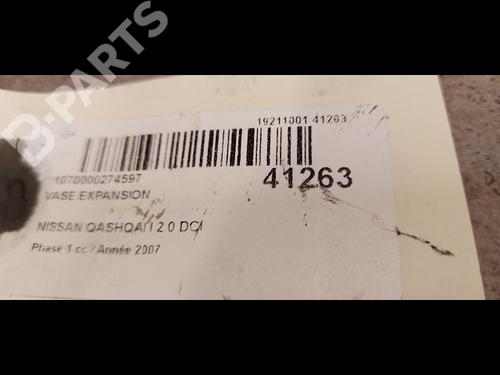 B-PARTS
19211001 41263
1070000274597
41263
VASE EXPANSION
NISSAN QASHQAI I 2.0 DCI
Phase 1 cc / Année 2007